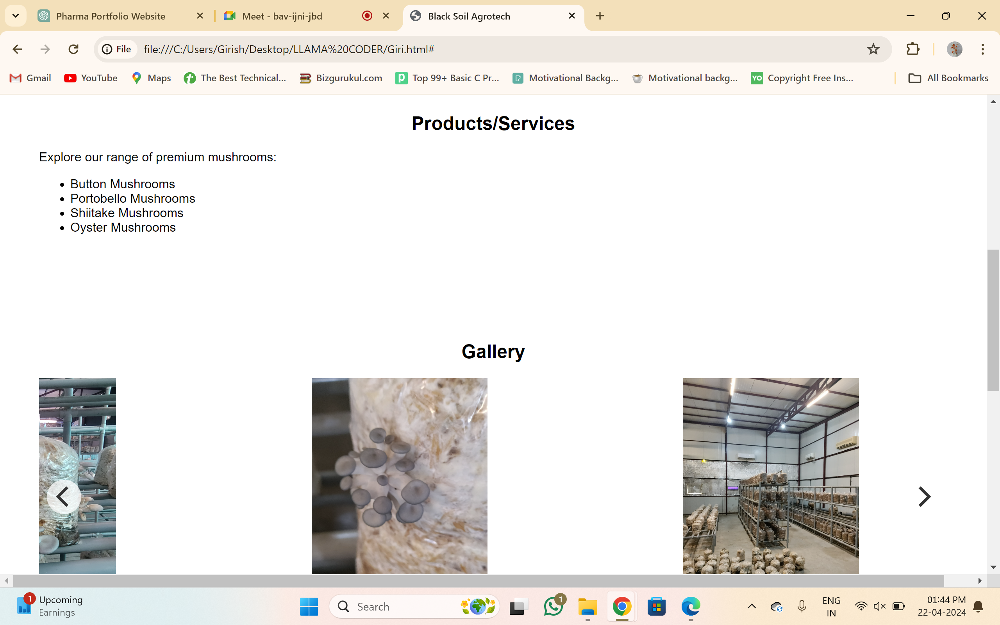 Pharma Portfolio Website
Meet - bav-ijni-jbd
Black Soil Agrotech
File
file:///C:/Users/Girish/Desktop/LLAMA%20CODER/Giri.html#
Gmail
YouTube
Maps
The Best Technical...
Bizgurukul.com
Top 99+ Basic C Pr...
Motivational Backg...
Motivational backg...
YO
Copyright Free Ins...
All Bookmarks
Products/Services
Explore our range of premium mushrooms:
• Button Mushrooms
• Portobello Mushrooms
• Shiitake Mushrooms
• Oyster Mushrooms
Gallery
1
Upcoming
Earnings
Search
1
ENG
IN
01:44 PM
22-04-2024